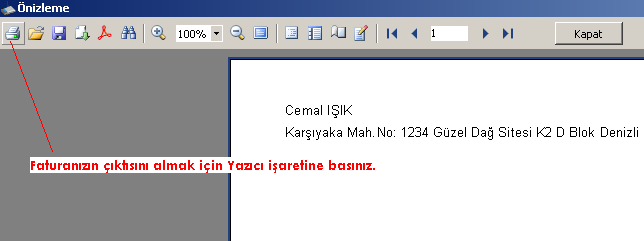 Önizleme
100%
1
Kapat
Cemal IŞIK
Karşıyaka Mah. No: 1234 Güzel Dağ Sitesi K2 D Blok Denizli
Faturanızın çıktısını almak için Yazıcı işaretine basınız.